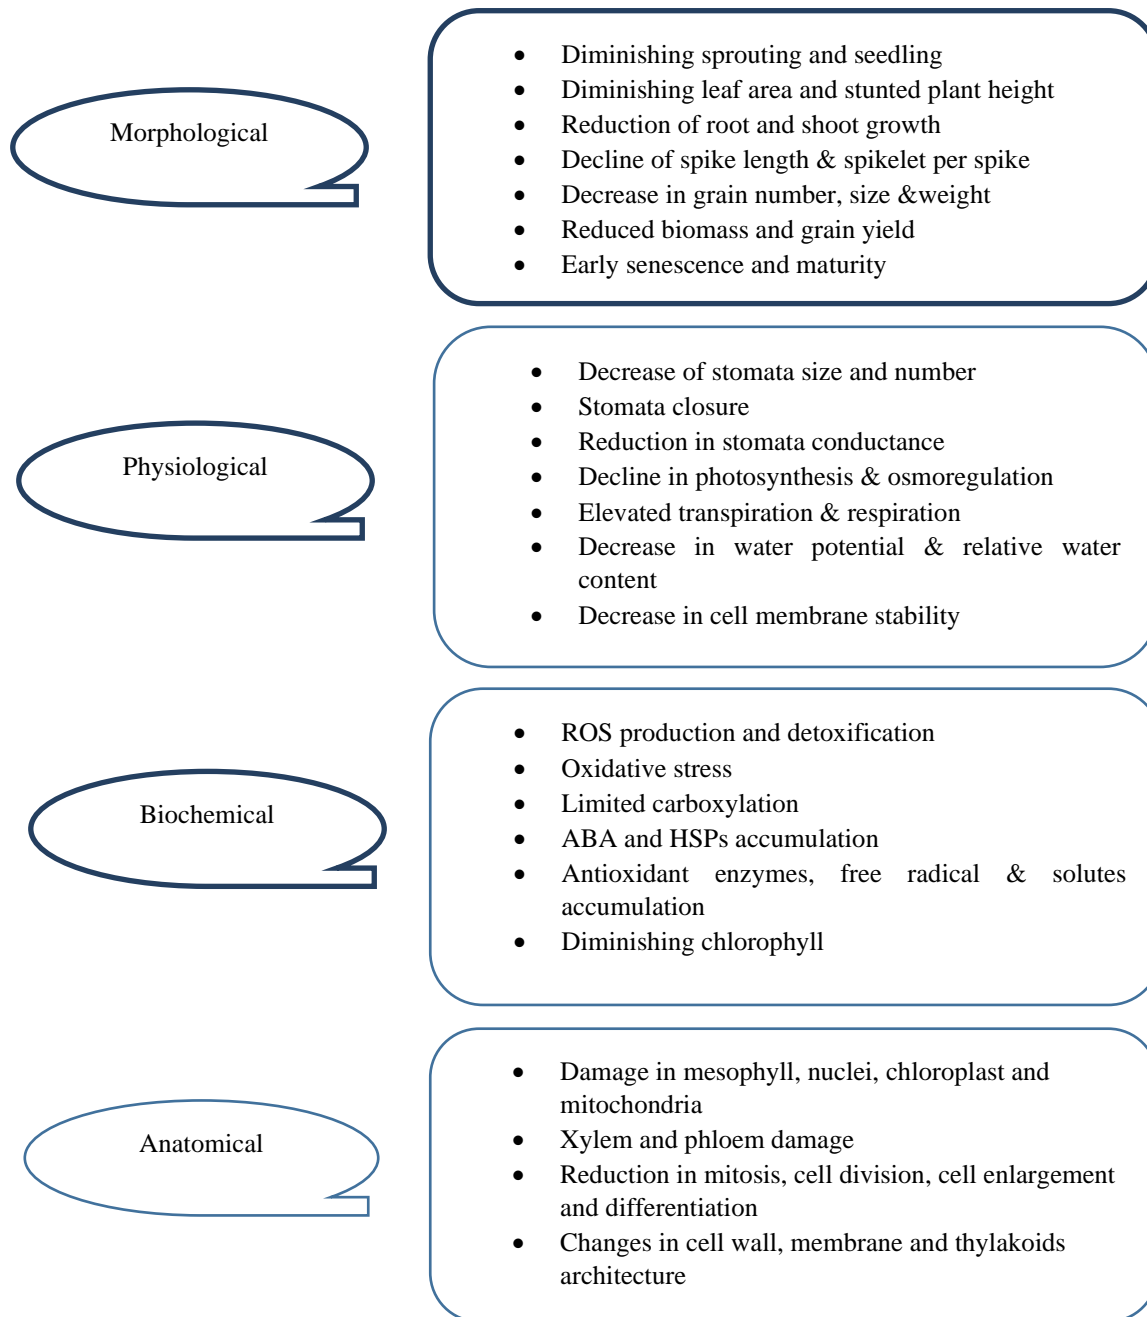 Morphological
• Diminishing sprouting and seedling
• Diminishing leaf area and stunted plant height
• Reduction of root and shoot growth
• Decline of spike length & spikelet per spike
• Decrease in grain number, size &weight
• Reduced biomass and grain yield
• Early senescence and maturity
Physiological
• Decrease of stomata size and number
• Stomata closure
• Reduction in stomata conductance
• Decline in photosynthesis & osmoregulation
• Elevated transpiration & respiration
• Decrease in water potential & relative water
content
• Decrease in cell membrane stability
Biochemical
• ROS production and detoxification
• Oxidative stress
• Limited carboxylation
• ABA and HSPs accumulation
• Antioxidant enzymes, free radical & solutes
accumulation
• Diminishing chlorophyll
Anatomical
• Damage in mesophyll, nuclei, chloroplast and
mitochondria
• Xylem and phloem damage
• Reduction in mitosis, cell division, cell enlargement
and differentiation
• Changes in cell wall, membrane and thylakoids
architecture